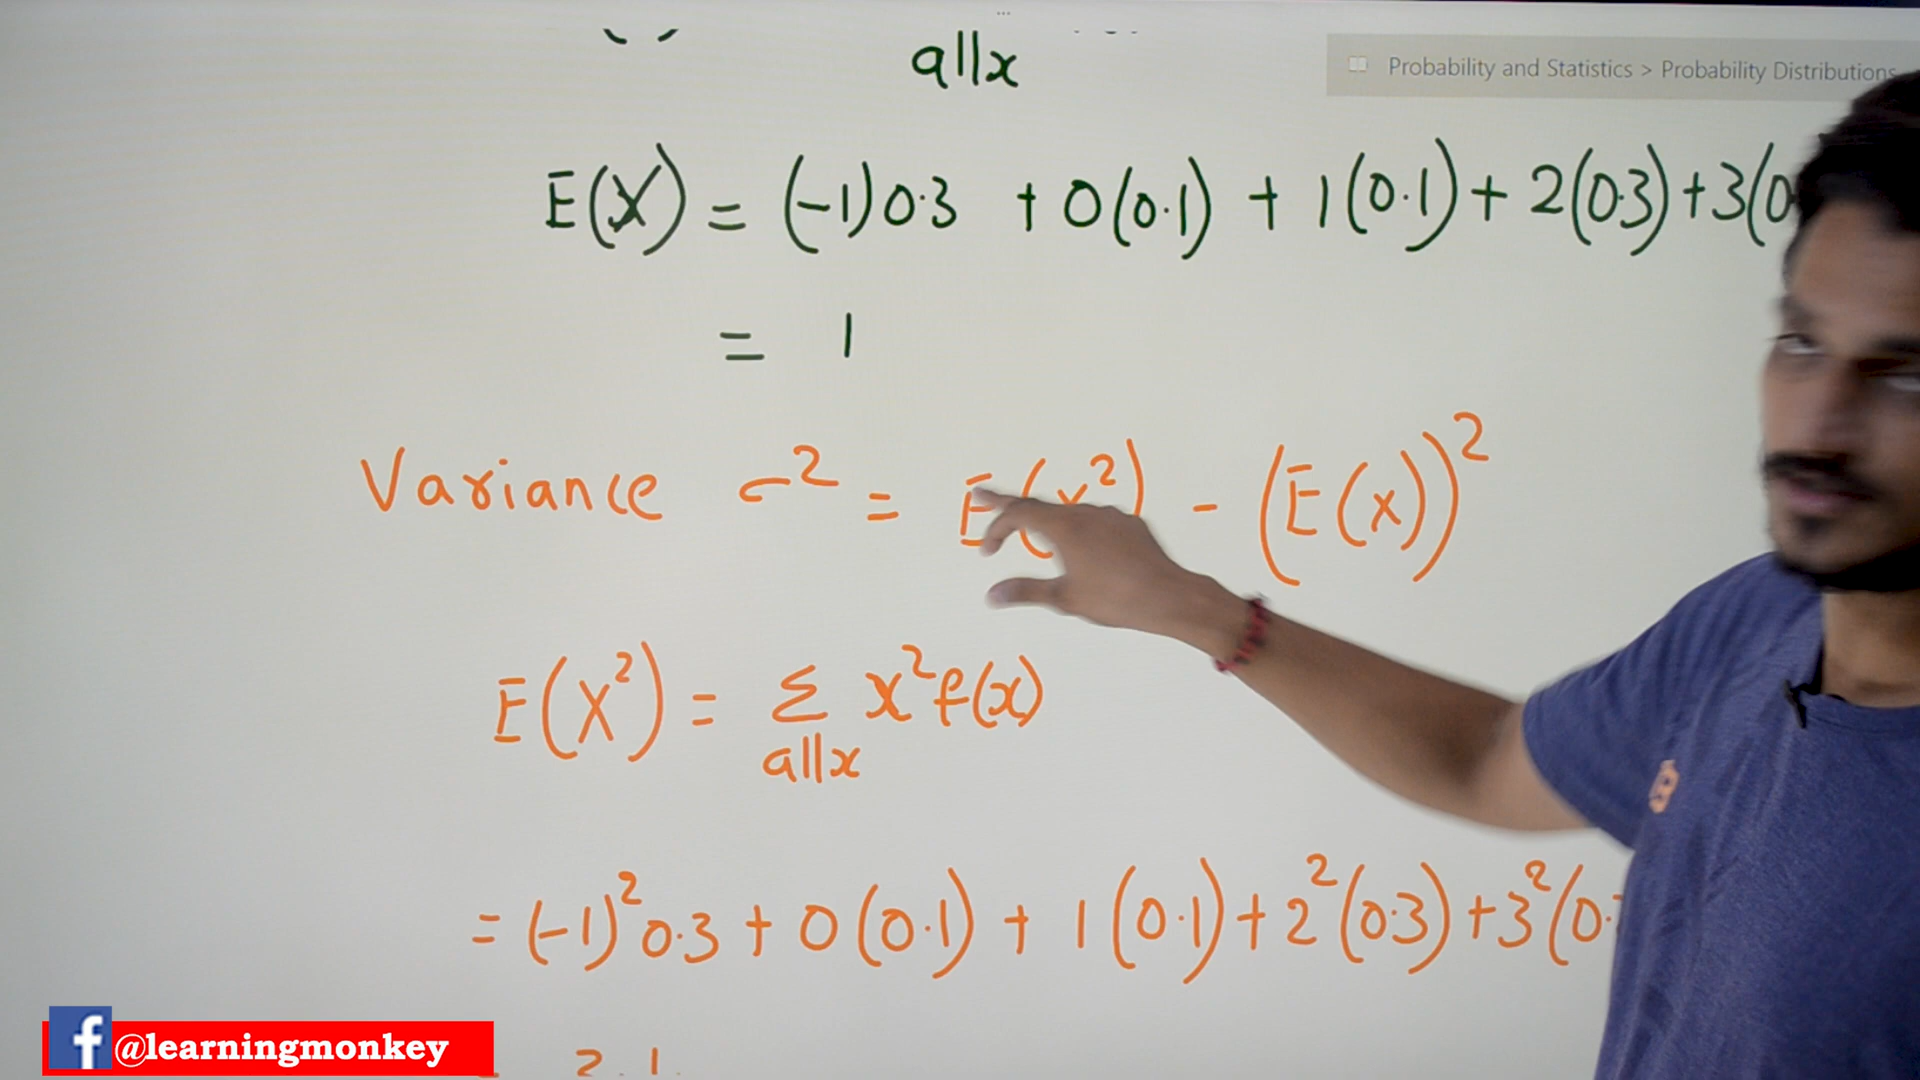 allx
Probability and Statistics > Probability Distributions
E(X) = (-1)0.3 + 0(0.1) + 1(0.1) + 2(0.3) + 3(0
= 1
Variance σ² = E(x²) - (E(x))²
E(X²) = Σ x²f(x)
allx
= (-1)²0.3 + 0(0.1) + 1(0.1) + 2²(0.3) + 3²(0.
@learningmonkey